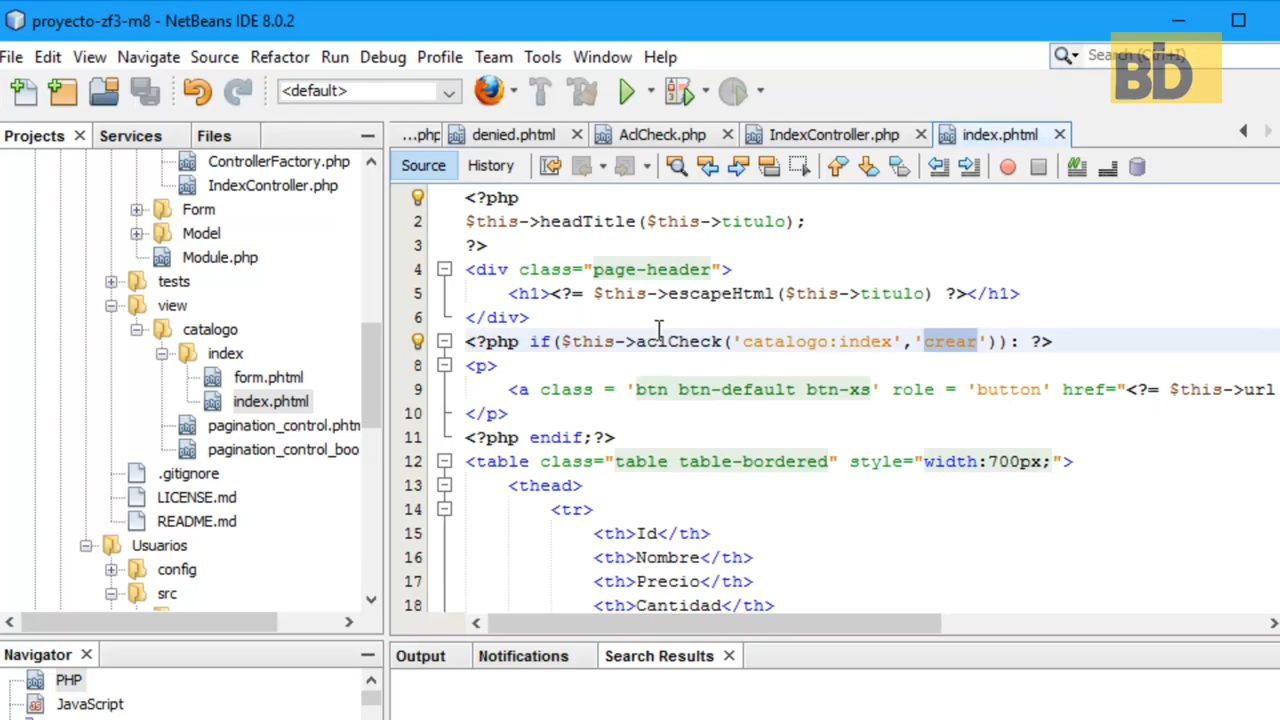 proyecto-zf3-m8 - NetBeans IDE 8.0.2
File Edit View Navigate Source Refactor Run Debug Profile Team Tools Window Help
Search (Ctrl+I)
BD
<default>
Projects Services Files
...php denied.phtml AclCheck.php IndexController.php index.phtml
Source History
ControllerFactory.php
IndexController.php
Form
Model
Module.php
tests
view
catalogo
index
form.phtml
index.phtml
pagination_control.phtm
pagination_control_boo
.gitignore
LICENSE.md
README.md
Usuarios
config
src
<?php
2 $this->headTitle($this->titulo);
3 ?>
4 <div class="page-header">
5 <h1><?= $this->escapeHtml($this->titulo) ?></h1>
6 </div>
<?php if($this->aclCheck('catalogo:index','crear')): ?>
8 <p>
9 <a class = 'btn btn-default btn-xs' role = 'button' href="<?= $this->url
10 </p>
11 <?php endif;?>
12 <table class="table table-bordered" style="width:700px;">
13 <thead>
14 <tr>
15 <th>Id</th>
16 <th>Nombre</th>
17 <th>Precio</th>
18 <th>Cantidad</th>
Navigator
PHP
JavaScript
Output Notifications Search Results